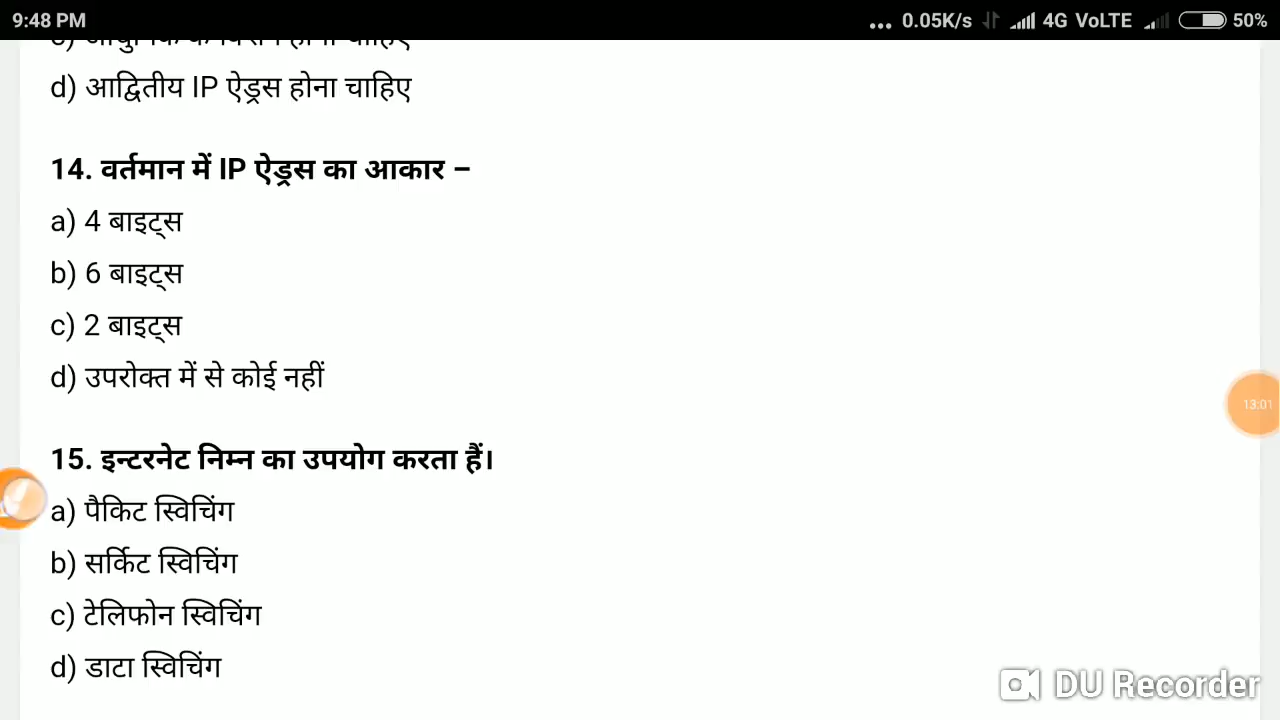 9:48 PM ... 0.05K/s 4G VoLTE 50%
d) आद्वितीय IP ऐड्रस होना चाहिए
14. वर्तमान में IP ऐड्रस का आकार –
a) 4 बाइट्स
b) 6 बाइट्स
c) 2 बाइट्स
d) उपरोक्त में से कोई नहीं
13:01
15. इन्टरनेट निम्न का उपयोग करता हैं।
a) पैकिट स्विचिंग
b) सर्किट स्विचिंग
c) टेलिफोन स्विचिंग
d) डाटा स्विचिंग
DU Recorder